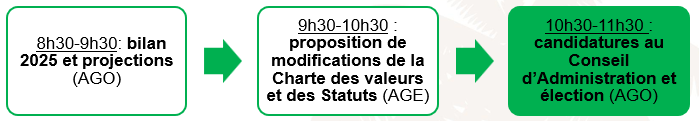 8h30-9h30: bilan
2025 et projections
(AGO)
9h30-10h30 :
proposition de
modifications de la
Charte des valeurs
et des Statuts (AGE)
10h30-11h30 :
candidatures au
Conseil
d’Administration et
élection (AGO)